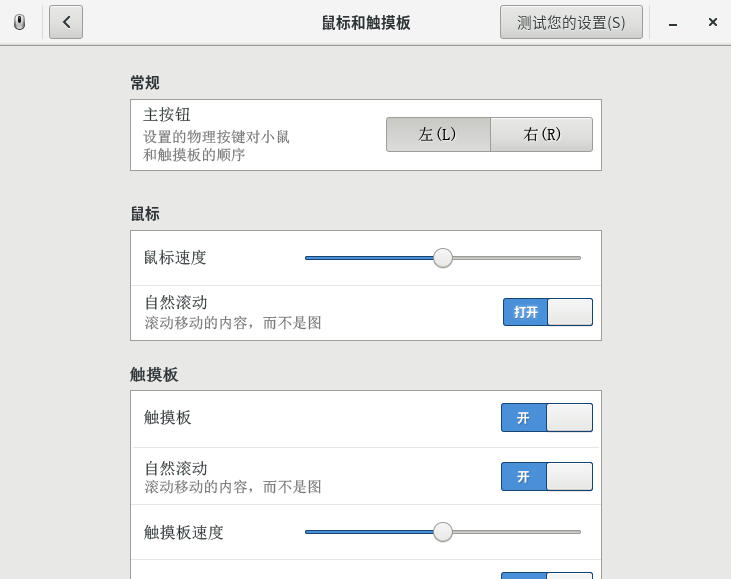 鼠标和触摸板
测试您的设置(S)
常规
主按钮
设置的物理按键对小鼠
和触摸板的顺序
左(L)
右(R)
鼠标
鼠标速度
自然滚动
滚动移动的内容，而不是图
打开
触摸板
触摸板
开
自然滚动
滚动移动的内容，而不是图
开
触摸板速度